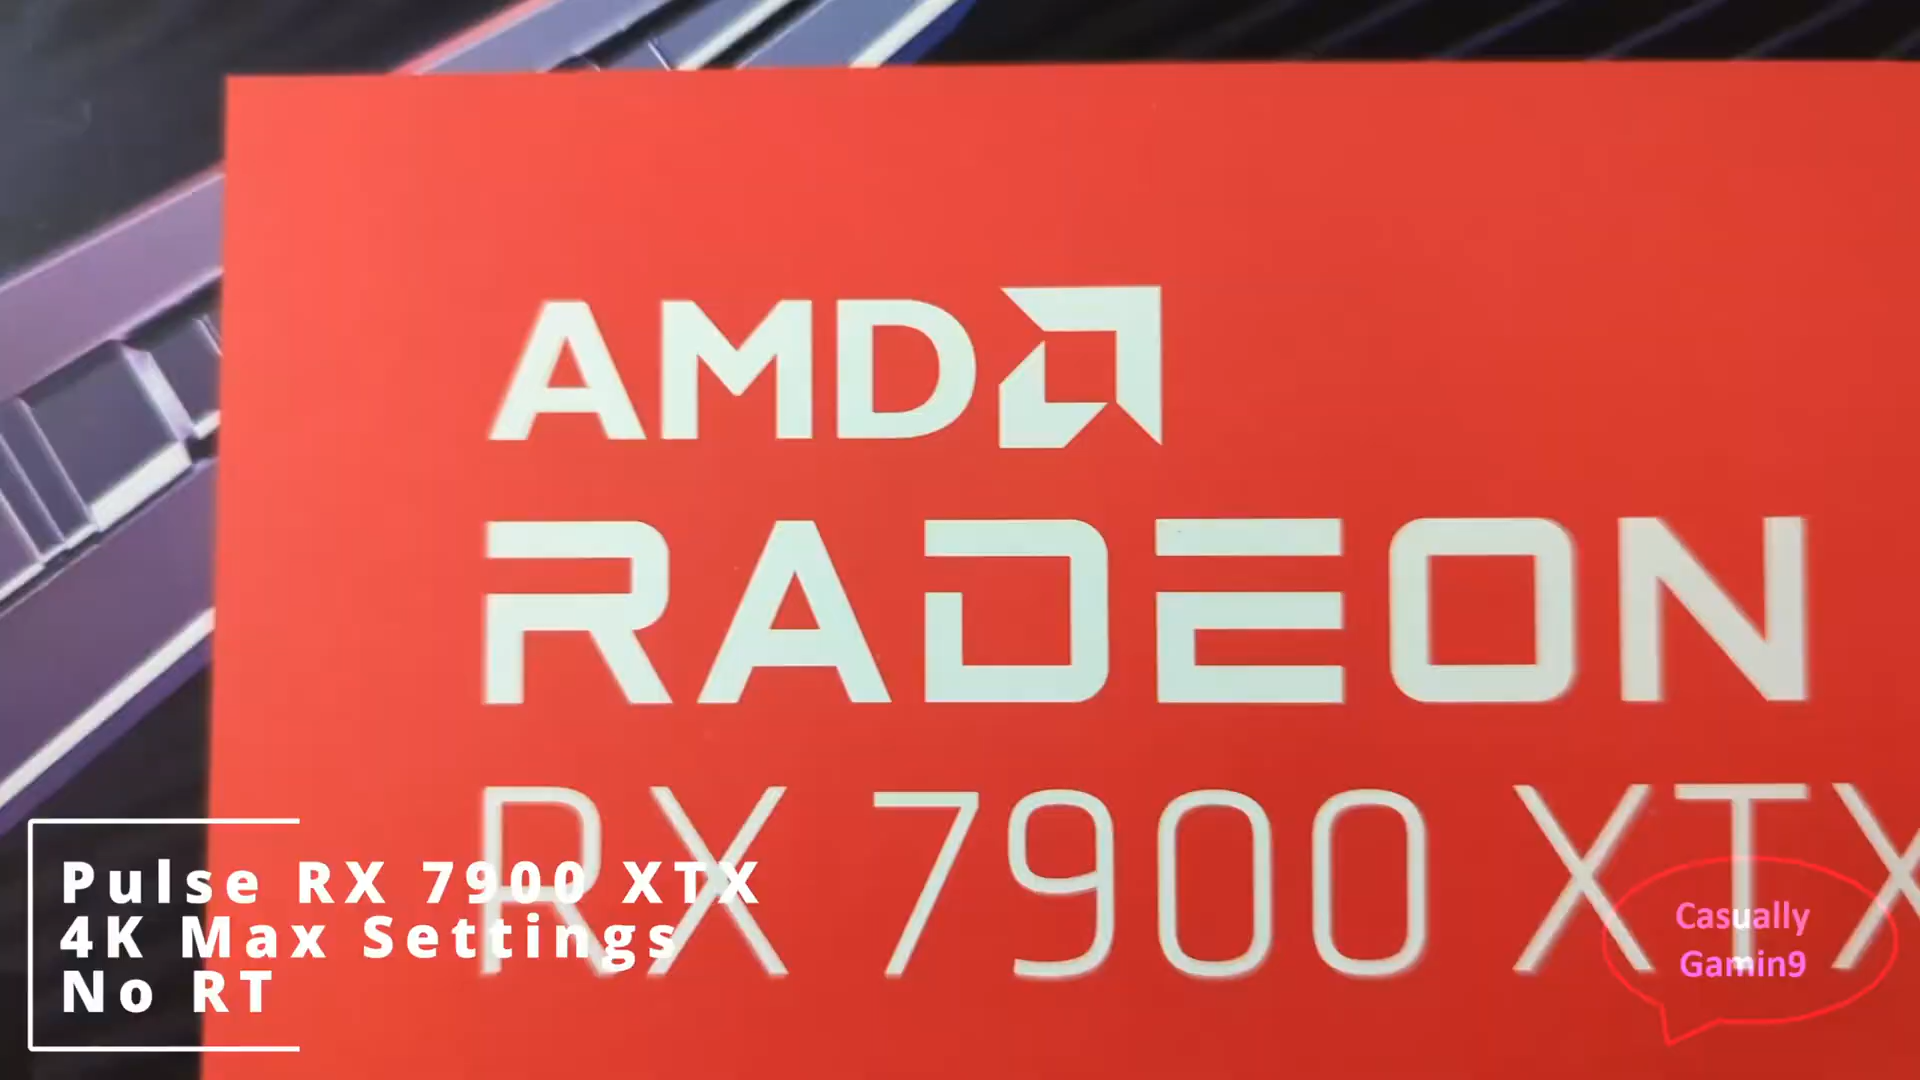 AMD
RADEON
RX 7900 XTX
Pulse RX 7900 XTX
4K Max Settings
No RT
Casually
Gamin9